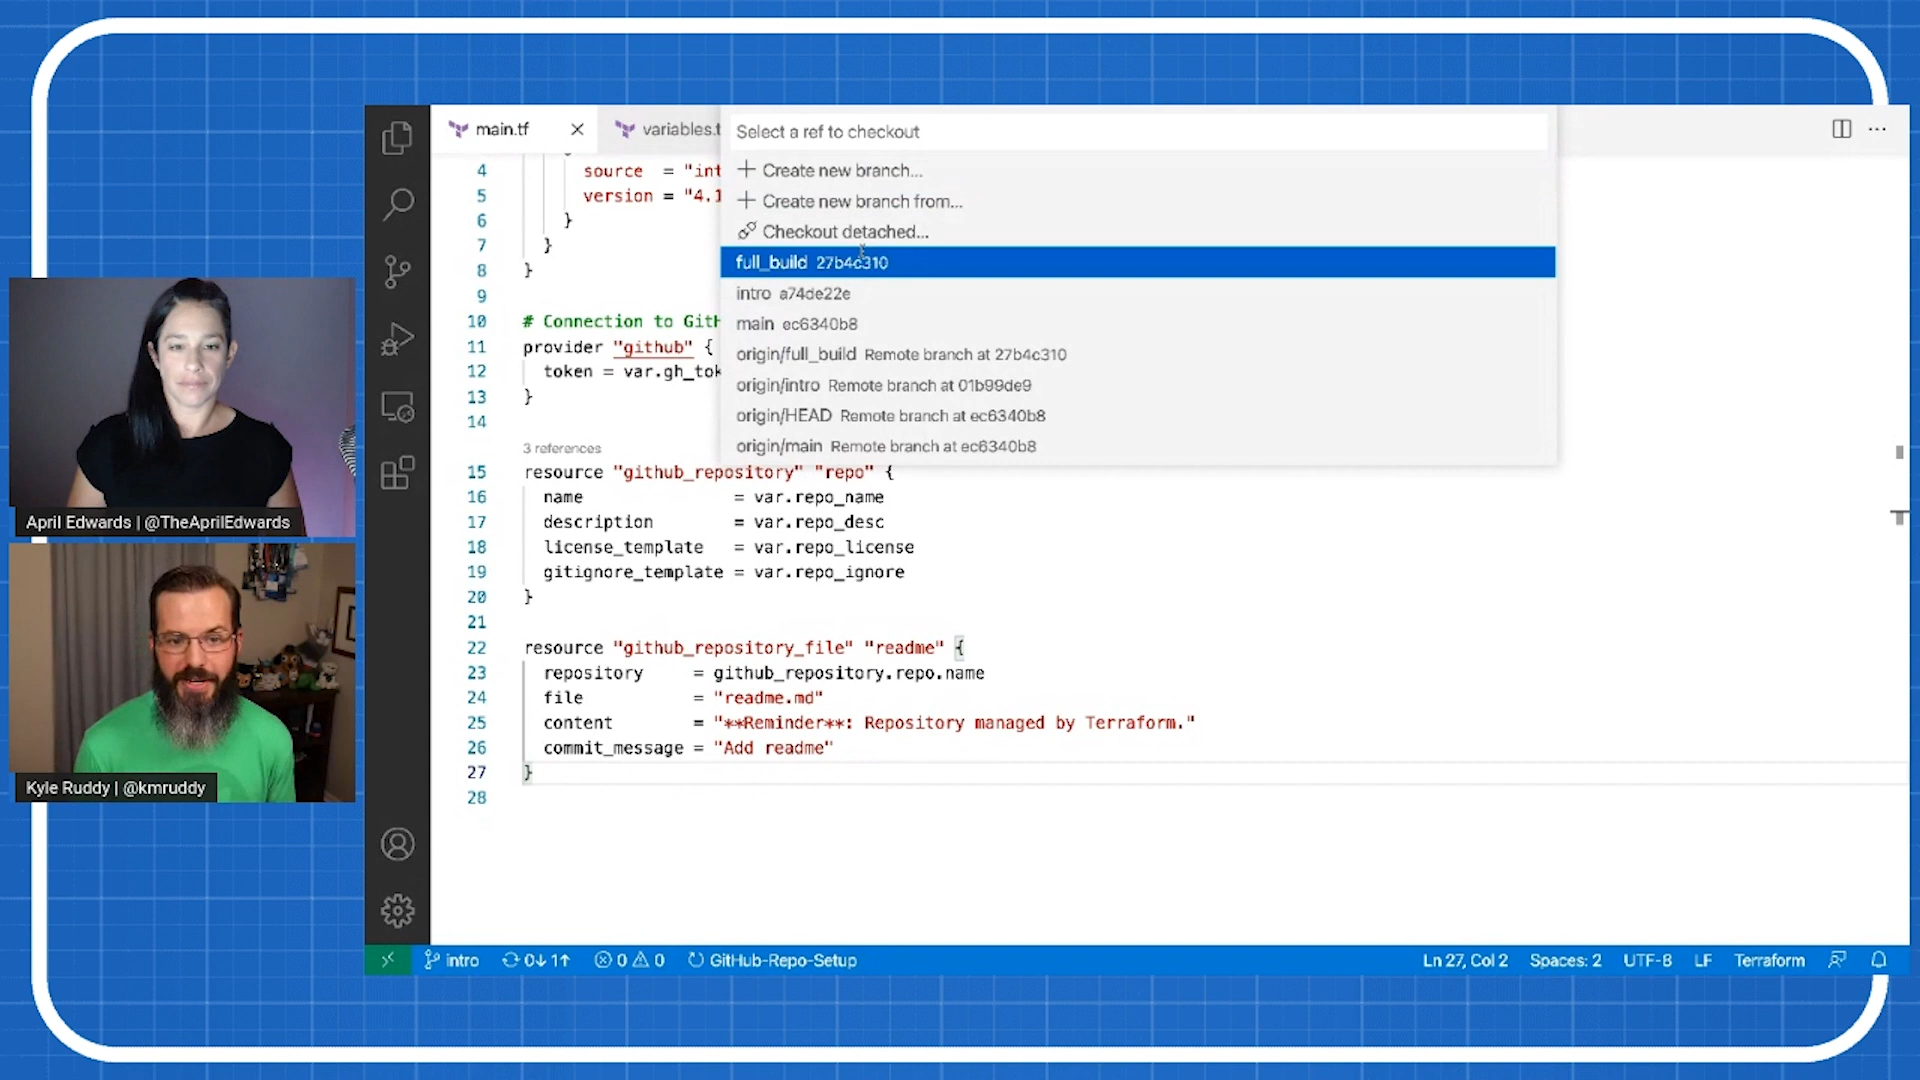 main.tf
variables.t
Select a ref to checkout
Create new branch...
Create new branch from...
Checkout detached...
full_build 27b4c310
intro a74de22e
main ec6340b8
origin/full_build Remote branch at 27b4c310
origin/intro Remote branch at 01b99de9
origin/HEAD Remote branch at ec6340b8
origin/main Remote branch at ec6340b8
4 source = "int
5 version = "4.1
6 }
7 }
8 }
9
10 # Connection to GitH
11 provider "github" {
12 token = var.gh_tok
13 }
14
3 references
15 resource "github_repository" "repo" {
16 name = var.repo_name
17 description = var.repo_desc
18 license_template = var.repo_license
19 gitignore_template = var.repo_ignore
20 }
21
22 resource "github_repository_file" "readme" {
23 repository = github_repository.repo.name
24 file = "readme.md"
25 content = "**Reminder**: Repository managed by Terraform."
26 commit_message = "Add readme"
27 }
28
April Edwards | @TheAprilEdwards
Kyle Ruddy | @kmruddy
intro 0↓ 1↑ 0 0 GitHub-Repo-Setup Ln 27, Col 2 Spaces: 2 UTF-8 LF Terraform